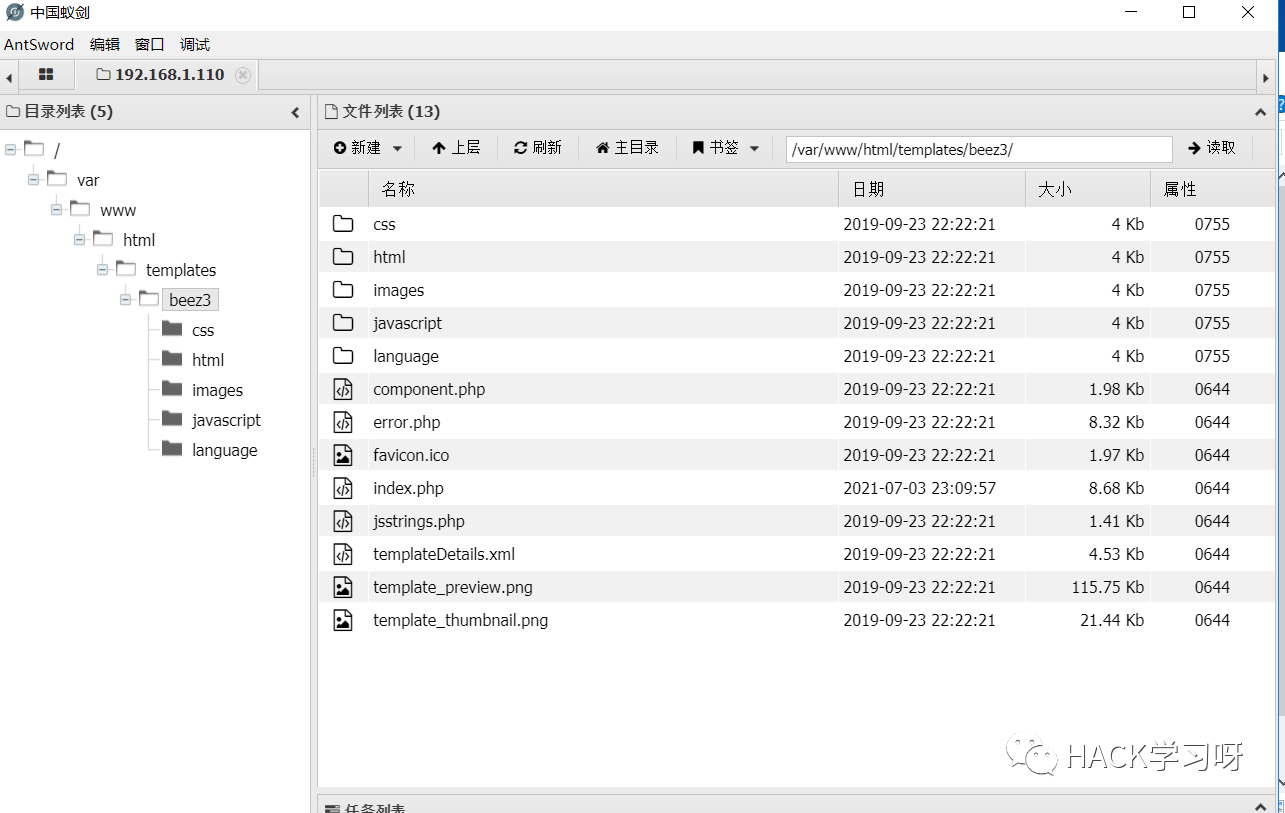 中国蚁剑
AntSword 编辑 窗口 调试
192.168.1.110
目录列表 (5)
/
var
www
html
templates
beez3
css
html
images
javascript
language
文件列表 (13)
新建 上层 刷新 主目录 书签 /var/www/html/templates/beez3/ 读取
名称 日期 大小 属性
css 2019-09-23 22:22:21 4 Kb 0755
html 2019-09-23 22:22:21 4 Kb 0755
images 2019-09-23 22:22:21 4 Kb 0755
javascript 2019-09-23 22:22:21 4 Kb 0755
language 2019-09-23 22:22:21 4 Kb 0755
component.php 2019-09-23 22:22:21 1.98 Kb 0644
error.php 2019-09-23 22:22:21 8.32 Kb 0644
favicon.ico 2019-09-23 22:22:21 1.97 Kb 0644
index.php 2021-07-03 23:09:57 8.68 Kb 0644
jsstrings.php 2019-09-23 22:22:21 1.41 Kb 0644
templateDetails.xml 2019-09-23 22:22:21 4.53 Kb 0644
template_preview.png 2019-09-23 22:22:21 115.75 Kb 0644
template_thumbnail.png 2019-09-23 22:22:21 21.44 Kb 0644
HACK学习呀
任务列表